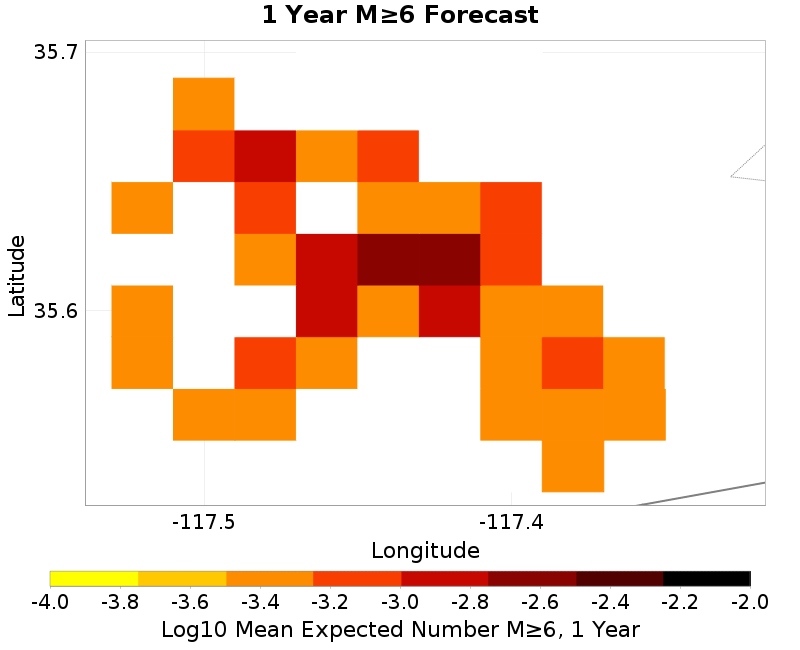 1 Year M≥6 Forecast
35.7
Latitude
35.6
-117.5 -117.4
Longitude
-4.0 -3.8 -3.6 -3.4 -3.2 -3.0 -2.8 -2.6 -2.4 -2.2 -2.0
Log10 Mean Expected Number M≥6, 1 Year